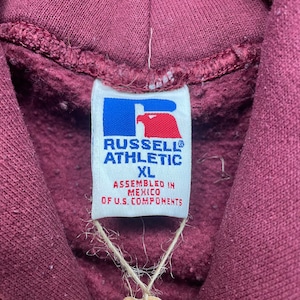 RUSSELL®
ATHLETIC
XL
ASSEMBLED IN
MEXICO
OF U.S. COMPONENTS